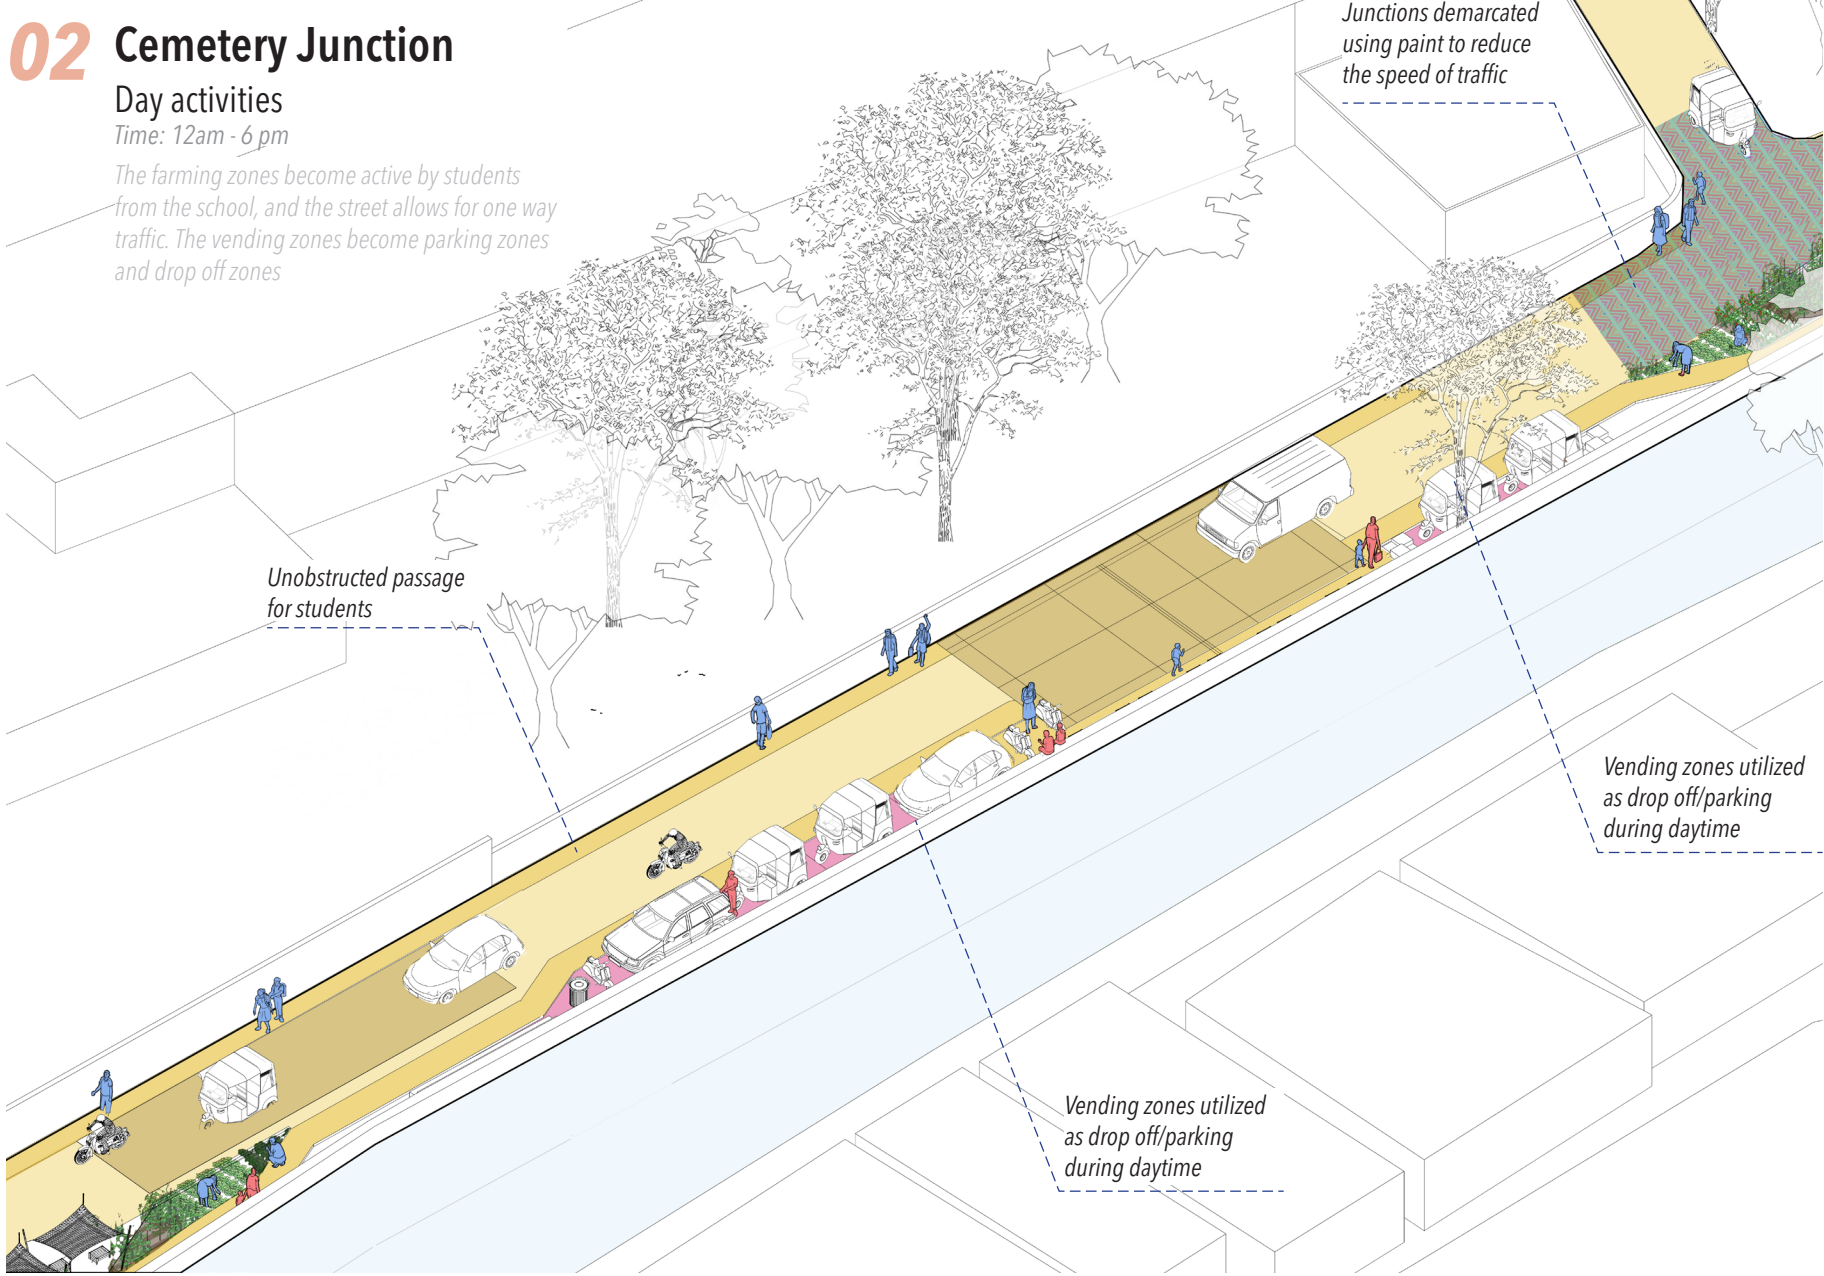 02 Cemetery Junction
Day activities
Time: 12am - 6 pm
The farming zones become active by students
from the school, and the street allows for one way
traffic. The vending zones become parking zones
and drop off zones
Junctions demarcated
using paint to reduce
the speed of traffic
Unobstructed passage
for students
Vending zones utilized
as drop off/parking
during daytime
Vending zones utilized
as drop off/parking
during daytime